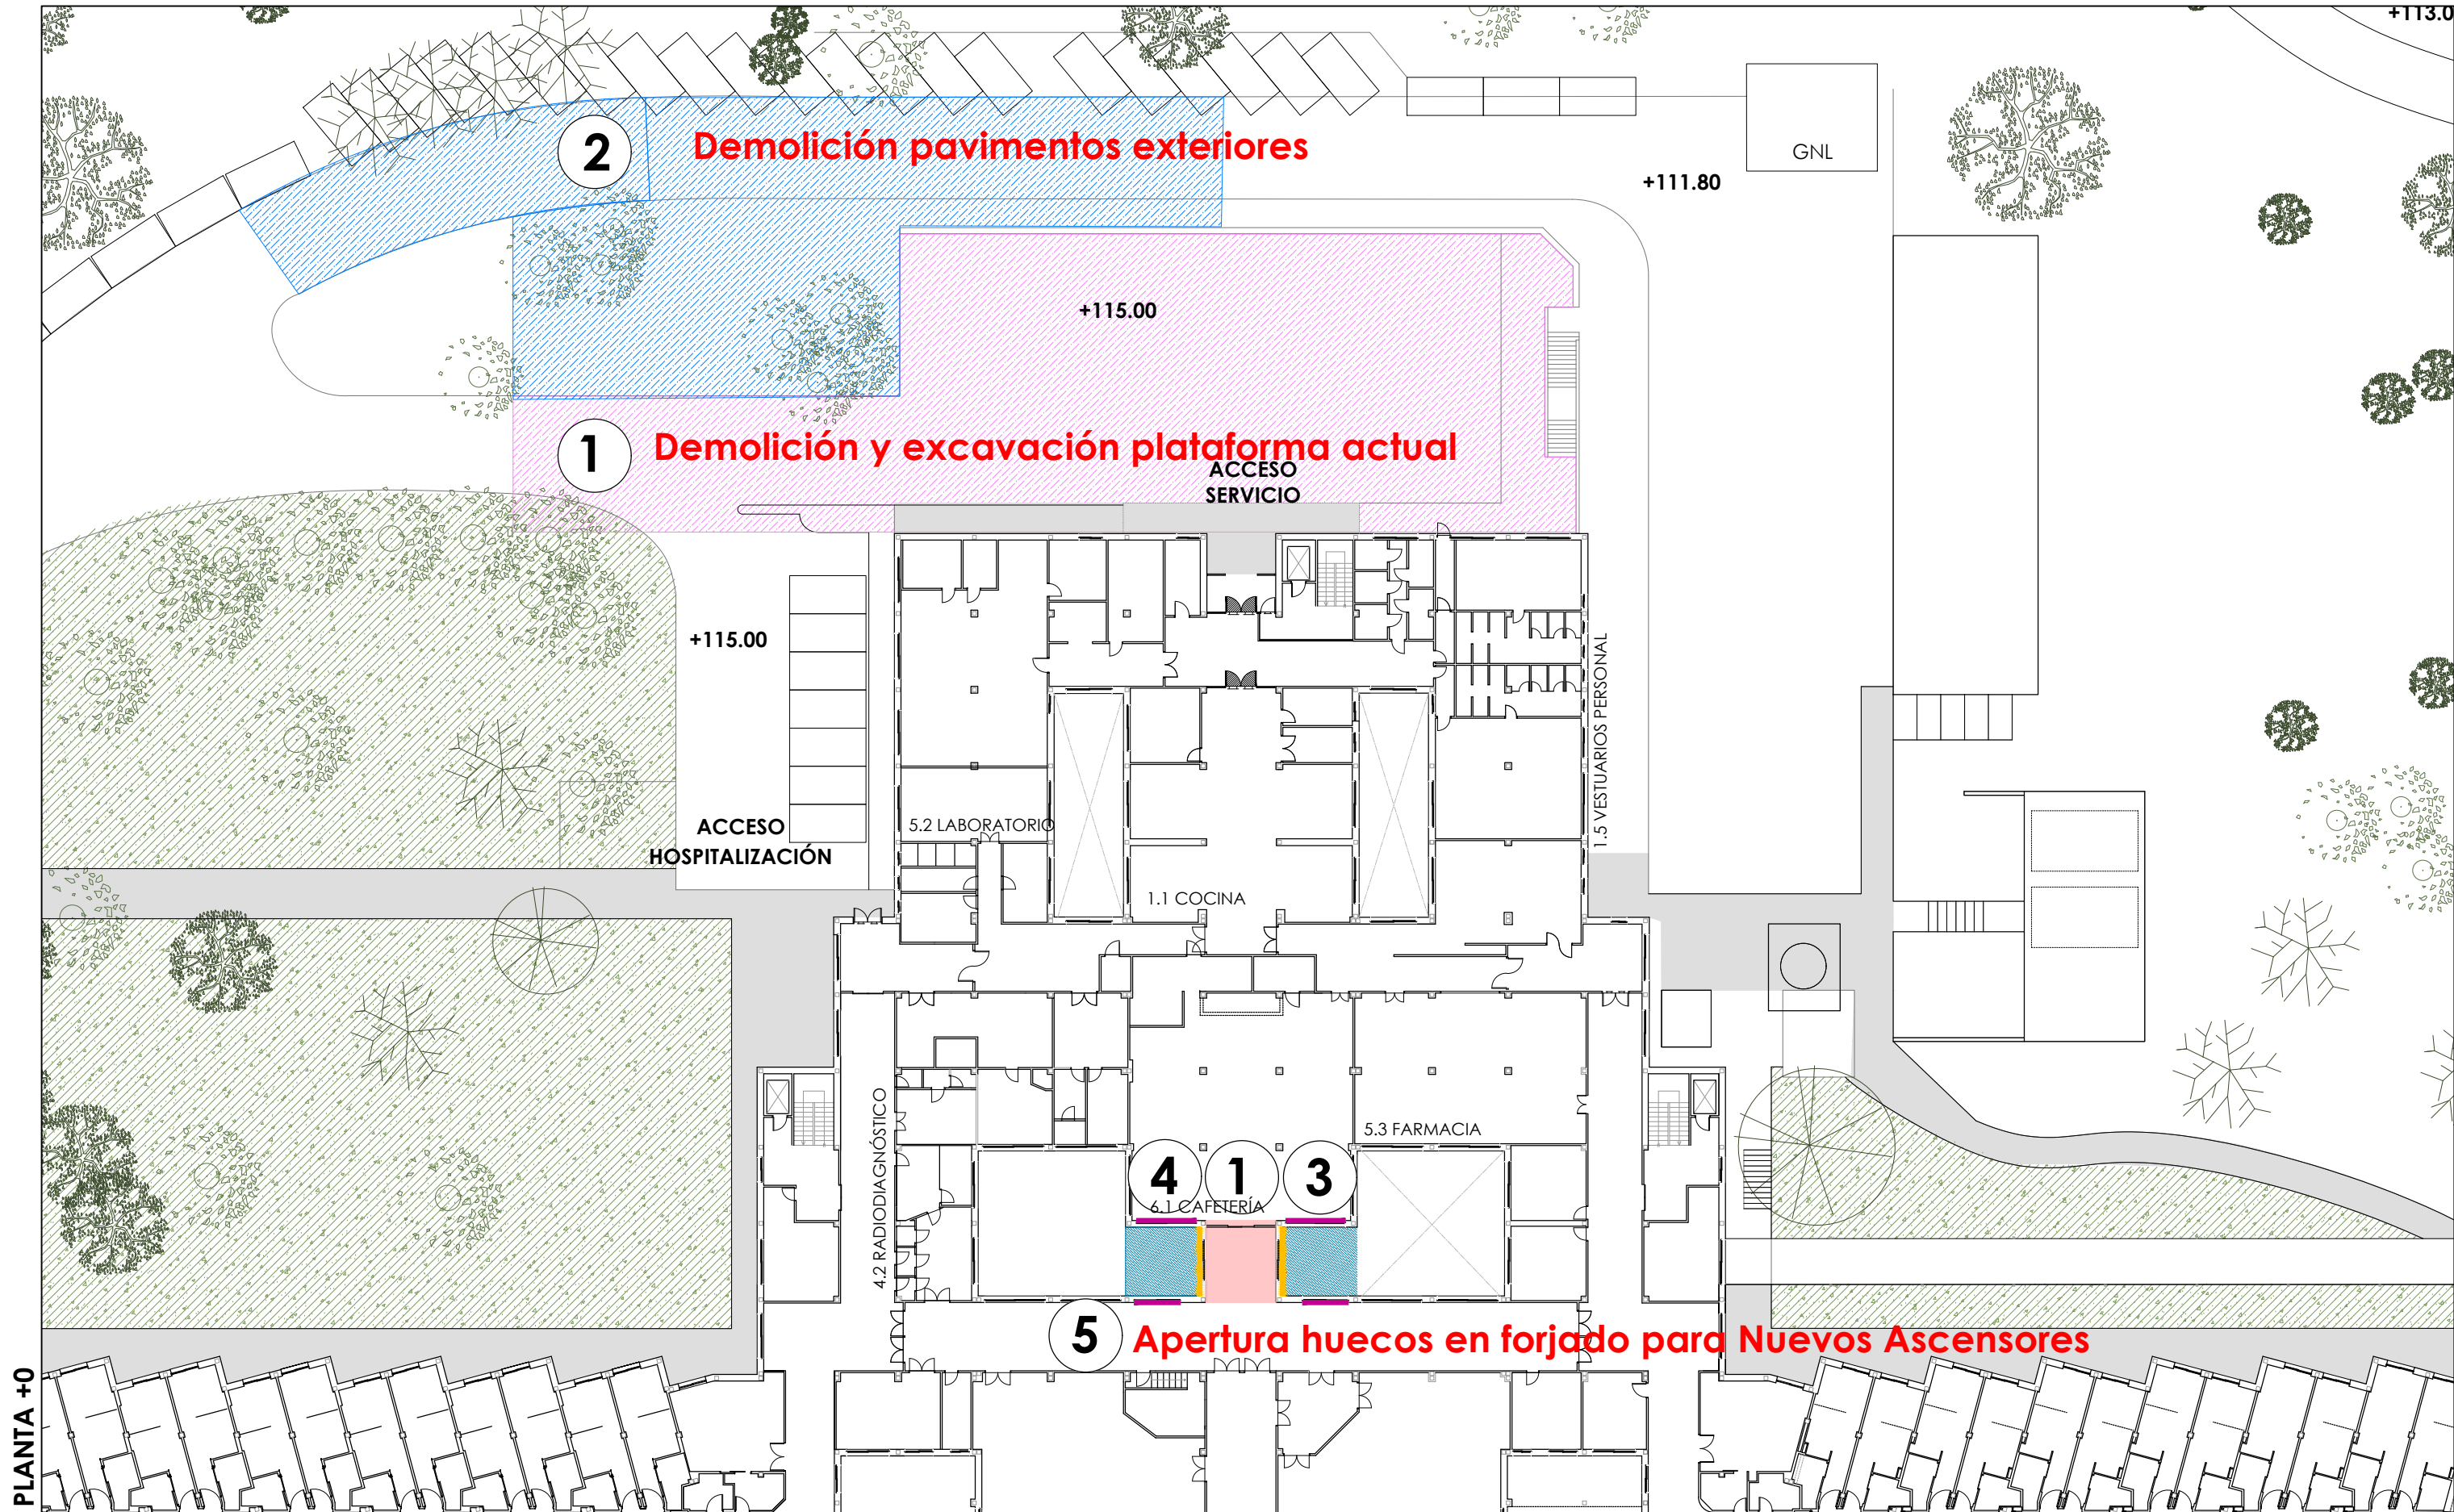 +113.0
2
Demolición pavimentos exteriores
GNL
+111.80
+115.00
1
Demolición y excavación plataforma actual
ACCESO
SERVICIO
+115.00
1.5 VESTUARIOS PERSONAL
ACCESO
HOSPITALIZACIÓN
5.2 LABORATORIO
1.1 COCINA
4.2 RADIODIAGNÓSTICO
5.3 FARMACIA
4
1
3
6.1 CAFETERÍA
5
Apertura huecos en forjado para Nuevos Ascensores
PLANTA +0